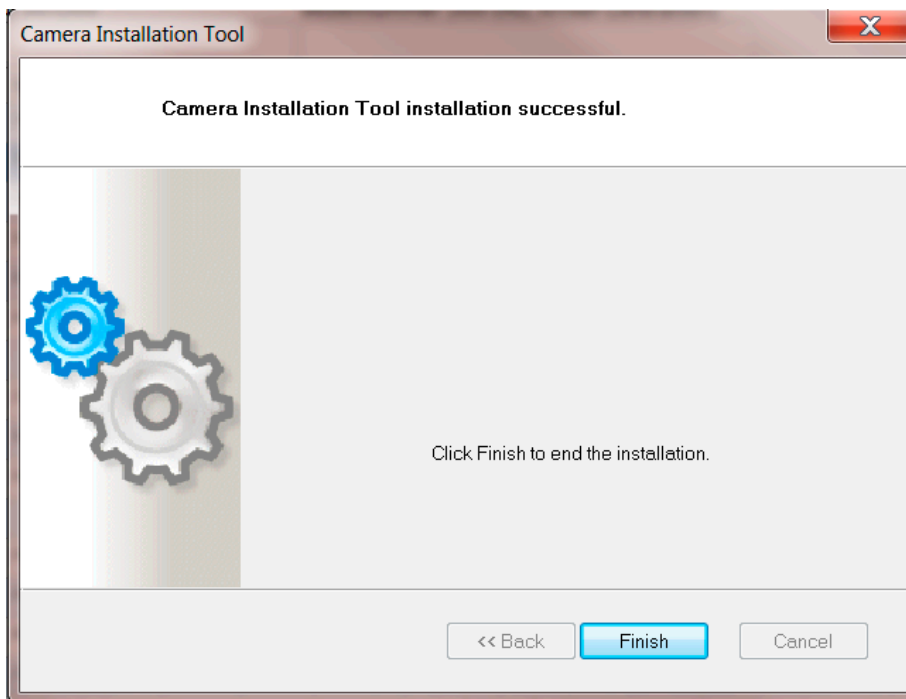 Camera Installation Tool
X
Camera Installation Tool installation successful.
Click Finish to end the installation.
<< Back
Finish
Cancel